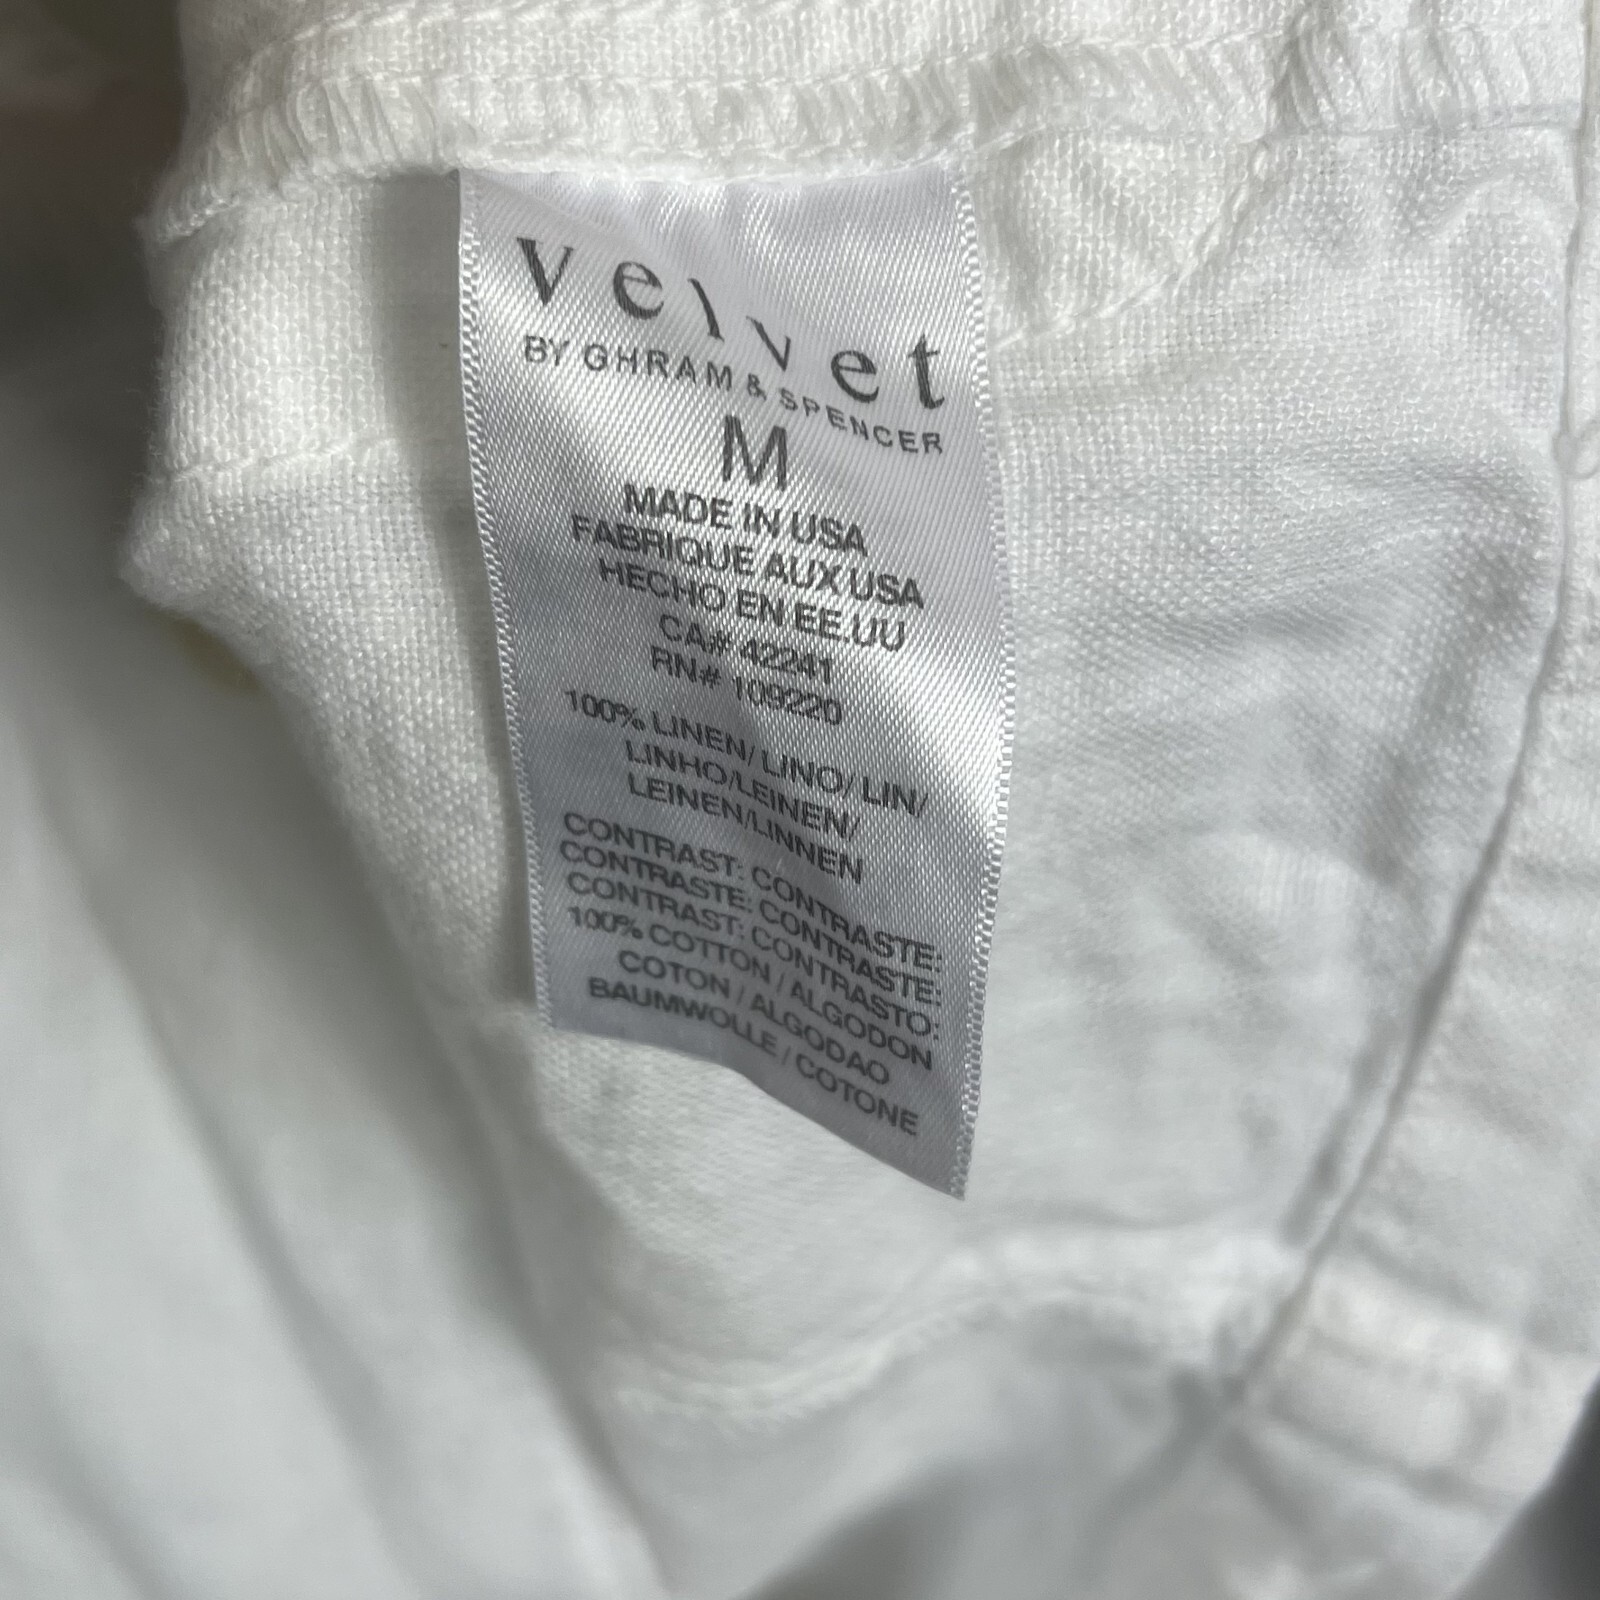 velvet
BY GHRAM & SPENCER
M
MADE IN USA
FABRIQUE AUX USA
HECHO EN EE.UU
CA# 42241
RN# 109220
100% LINEN/ LINO/ LIN/
LINHO/LEINEN/
LEINEN/LINNEN
CONTRAST: CONTRASTE:
CONTRASTE: CONTRASTE:
CONTRAST: CONTRASTO:
100% COTTON / ALGODON
COTON / ALGODAO
BAUMWOLLE / COTONE